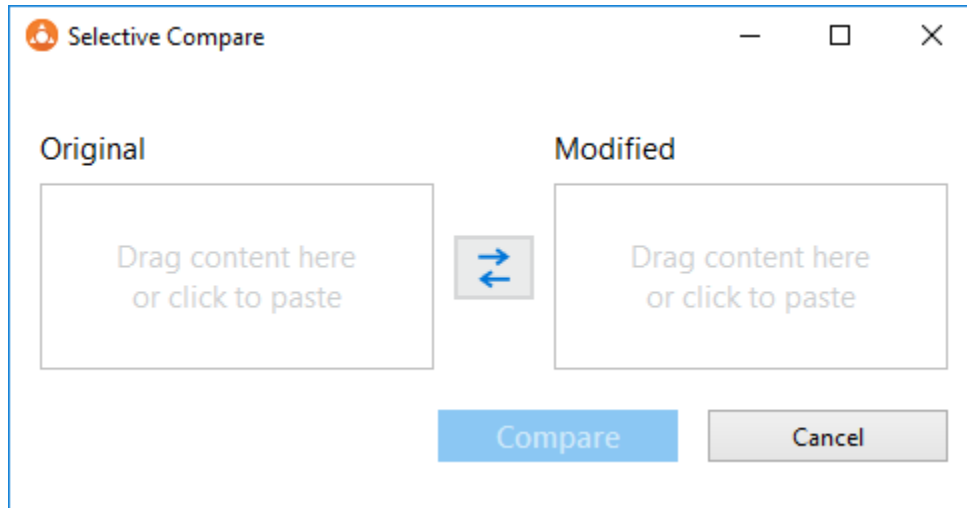 Selective Compare
Original
Modified
Drag content here
or click to paste
Drag content here
or click to paste
Compare
Cancel